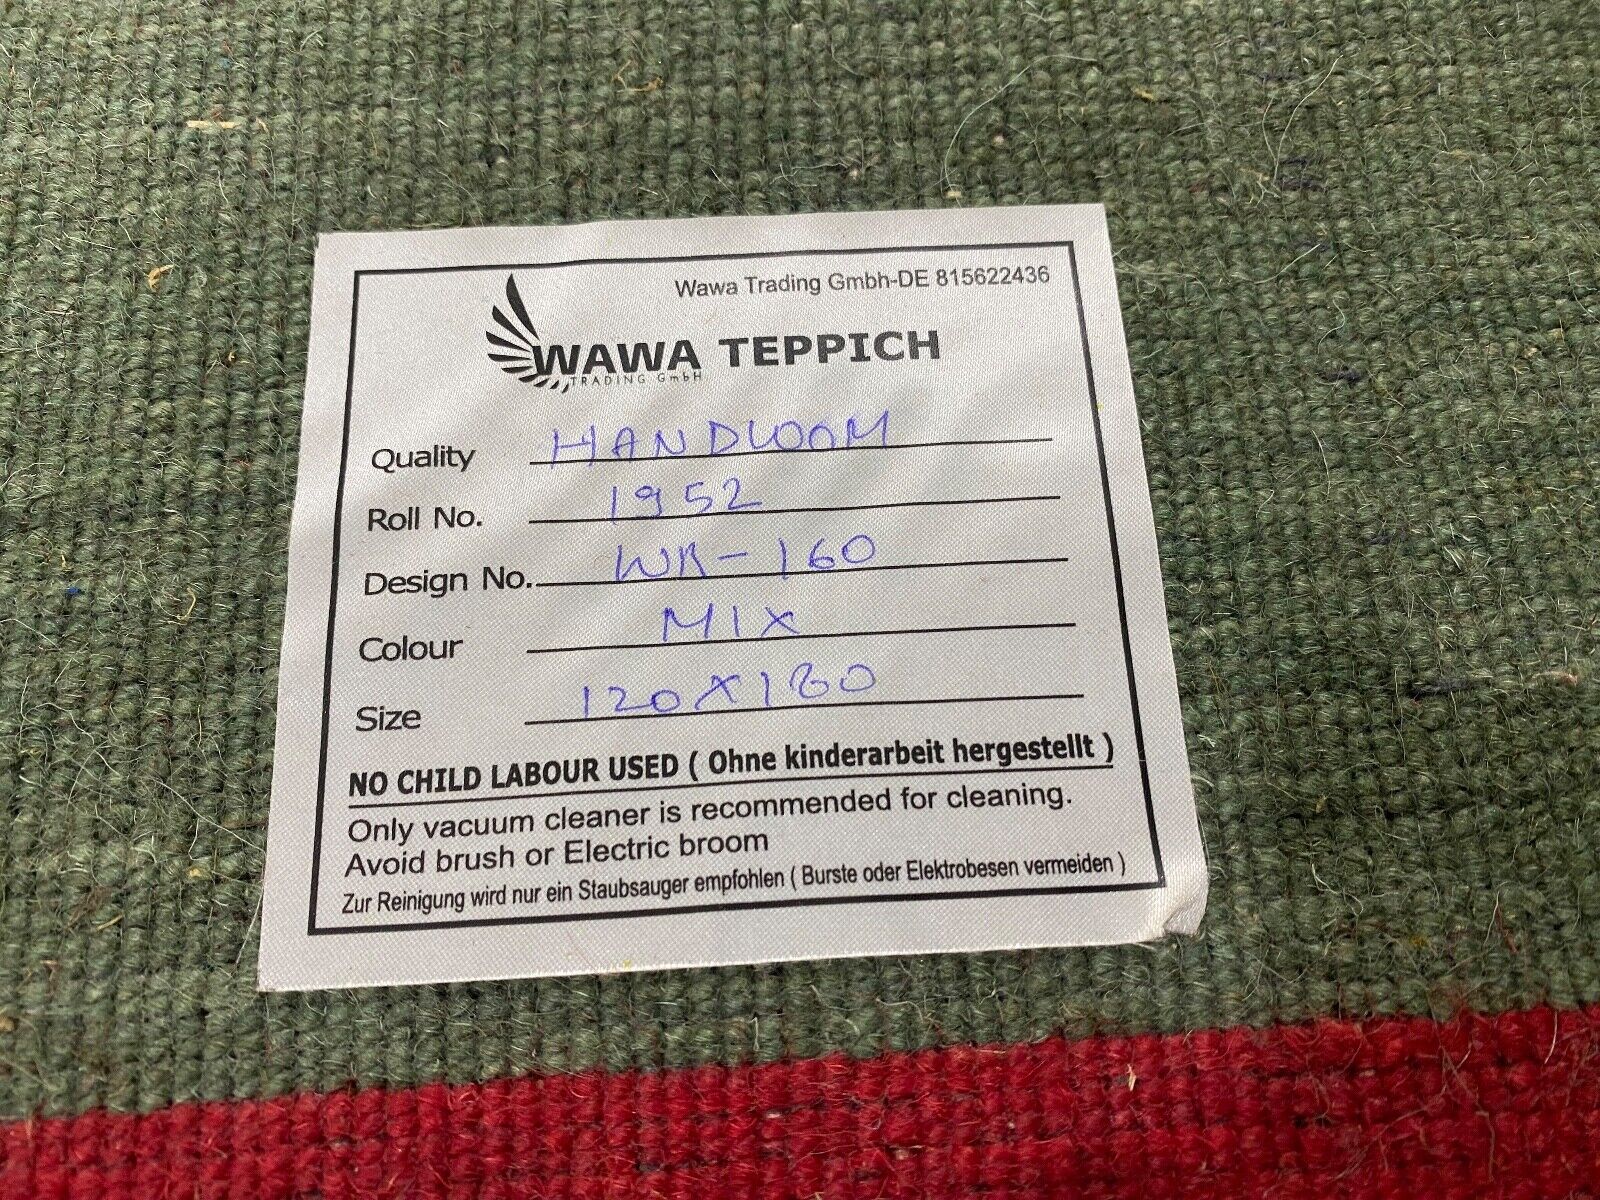 Wawa Trading Gmbh-DE 815622436
WAWA TEPPICH
TRADING GmbH
Quality HANDLOOM
Roll No. 1952
Design No. WR-160
Colour MIX
Size 120X180
NO CHILD LABOUR USED ( Ohne kinderarbeit hergestellt )
Only vacuum cleaner is recommended for cleaning.
Avoid brush or Electric broom
Zur Reinigung wird nur ein Staubsauger empfohlen ( Burste oder Elektrobesen vermeiden )